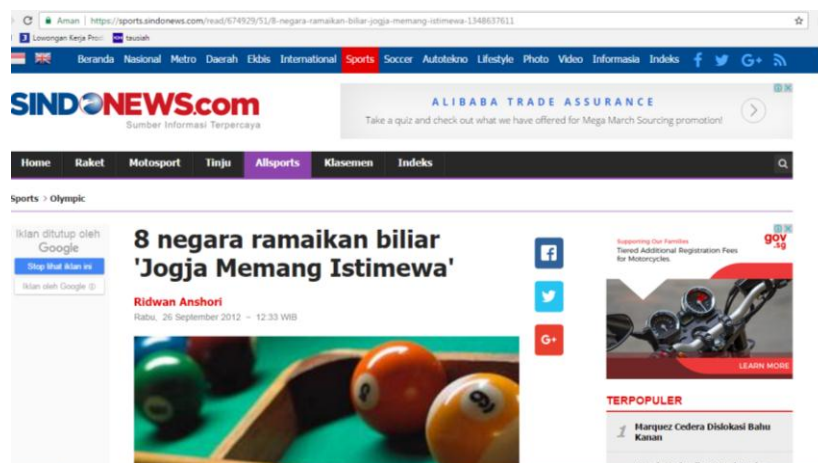 Aman | https://sports.sindonews.com/read/674929/51/8-negara-ramaikan-biliar-jogja-memang-istimewa-1348637611
Lowongan Kerja Prod tausiah
Beranda Nasional Metro Daerah Ekbis International Sports Soccer Autotekno Lifestyle Photo Video Informasia Indeks
SINDONEWS.com
Sumber Informasi Terpercaya
ALIBABA TRADE ASSURANCE
Take a quiz and check out what we have offered for Mega March Sourcing promotion!
Home Raket Motosport Tinju Allsports Klasemen Indeks
Sports > Olympic
Iklan ditutup oleh
Google
Stop lihat iklan ini
Iklan oleh Google
8 negara ramaikan biliar
'Jogja Memang Istimewa'
Ridwan Anshori
Rabu, 26 September 2012 - 12:33 WIB
G+
Supporting Our Families
Tiered Additional Registration Fees
for Motorcycles
gov
.sg
LEARN MORE
TERPOPULER
1 Marquez Cedera Dislokasi Bahu
Kanan